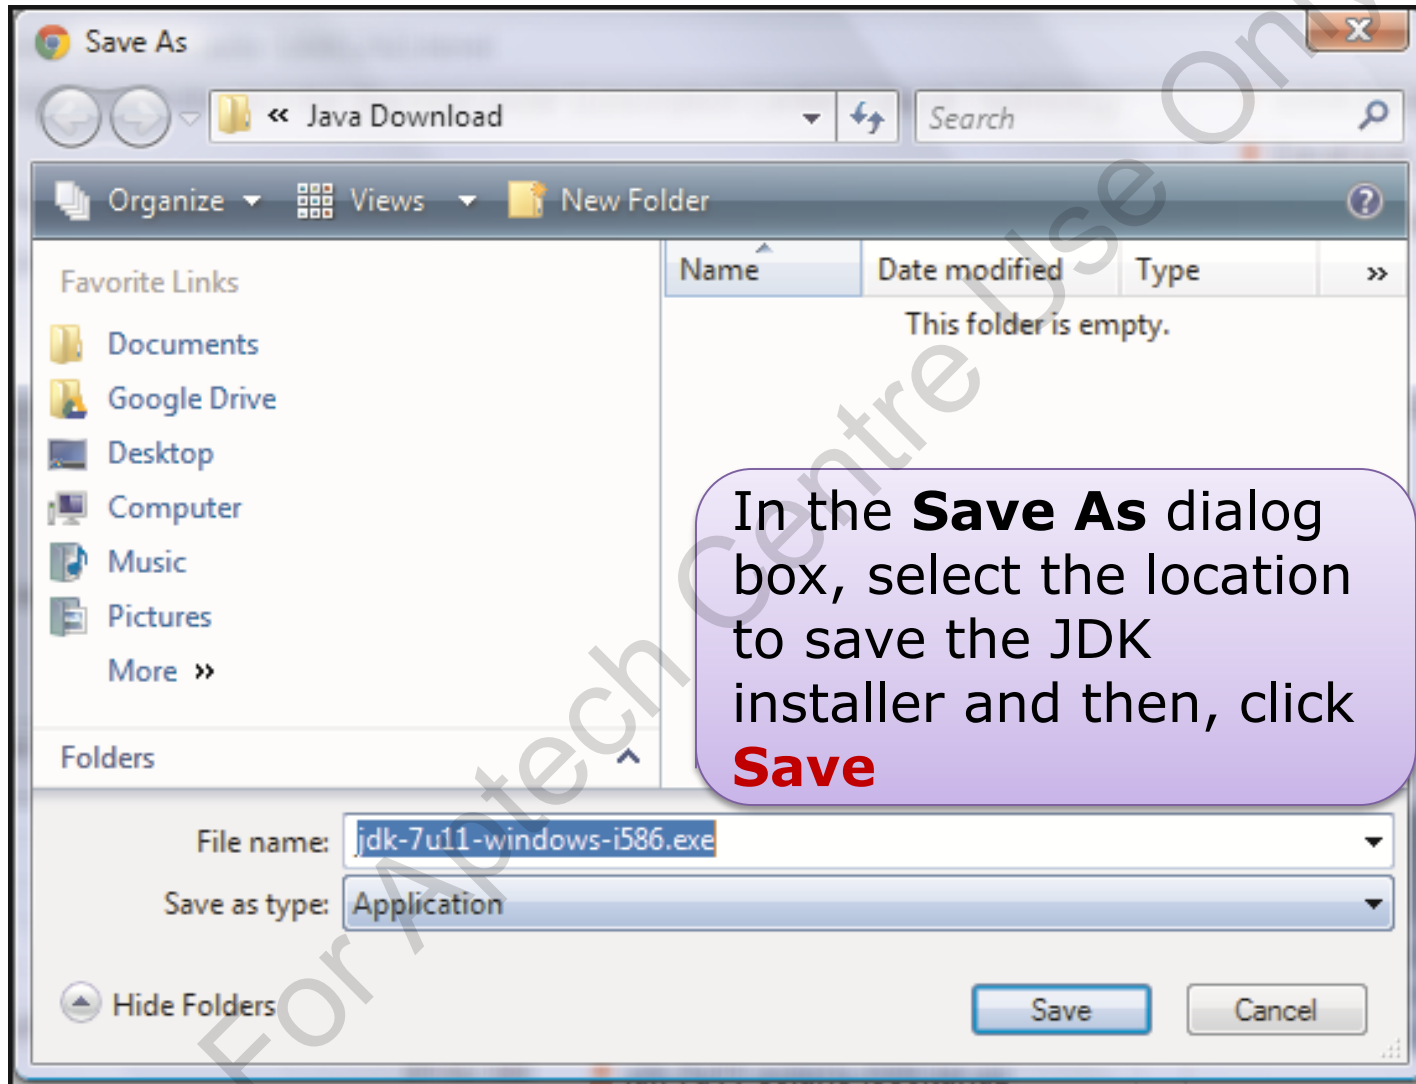 Save As
« Java Download
Search
Organize
Views
New Folder
Favorite Links
Name
Date modified
Type
»
This folder is empty.
Documents
Google Drive
Desktop
Computer
Music
Pictures
More »
In the Save As dialog
box, select the location
to save the JDK
installer and then, click
Save
Folders
File name:
jdk-7u11-windows-i586.exe
Save as type:
Application
Hide Folders
Save
Cancel
For Aptech Centre Use Only